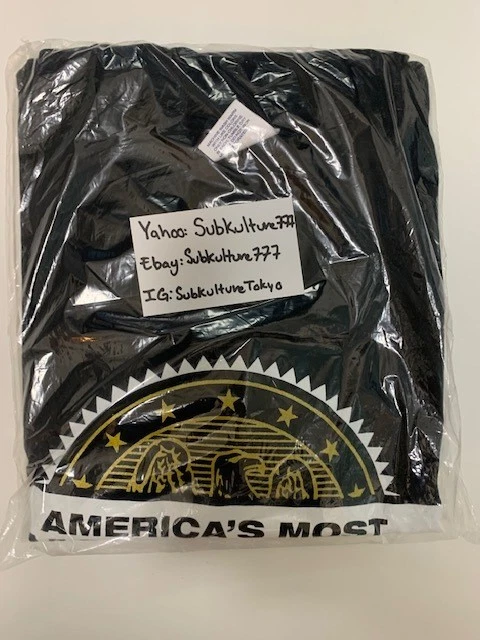 Yahoo: Subkulture777
Ebay: Subkulture777
IG: SubkultureTokyo
AMERICA'S MOST